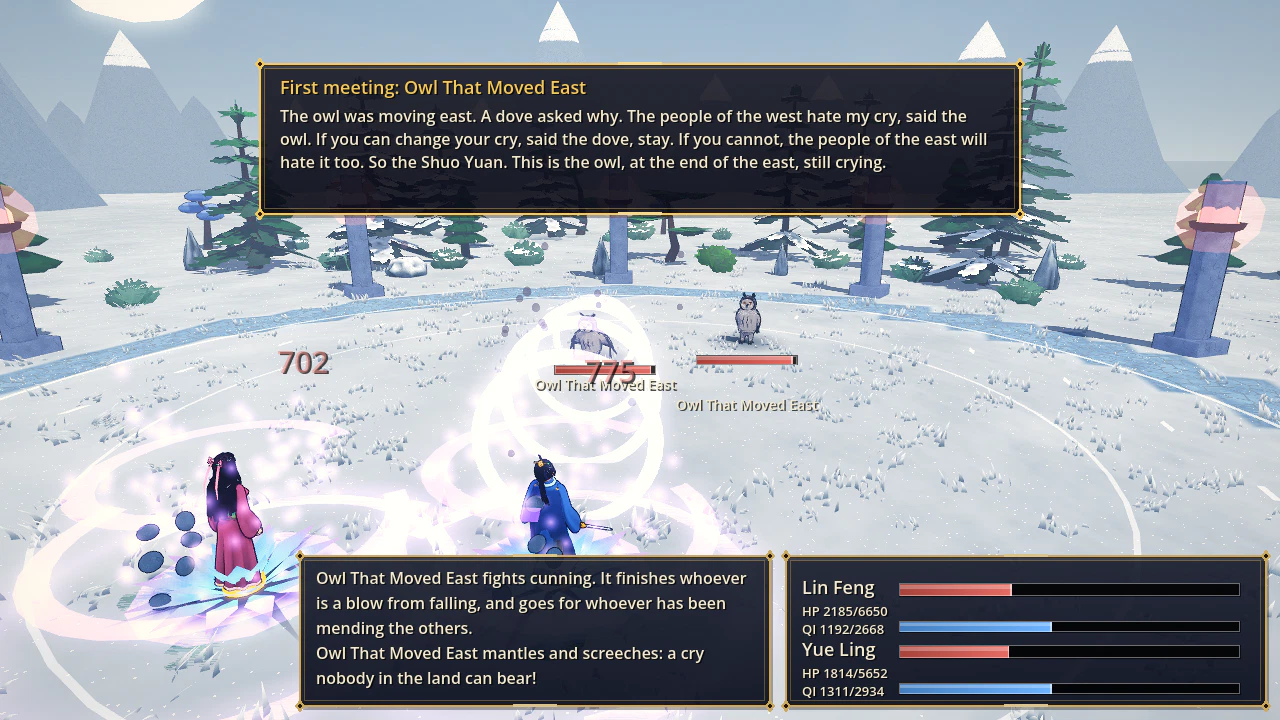 First meeting: Owl That Moved East
The owl was moving east. A dove asked why. The people of the west hate my cry, said the
owl. If you can change your cry, said the dove, stay. If you cannot, the people of the east will
hate it too. So the Shuo Yuan. This is the owl, at the end of the east, still crying.
702
775
Owl That Moved East
Owl That Moved East
Owl That Moved East fights cunning. It finishes whoever
is a blow from falling, and goes for whoever has been
mending the others.
Owl That Moved East mantles and screeches: a cry
nobody in the land can bear!
Lin Feng
HP 2185/6650
QI 1192/2668
Yue Ling
HP 1814/5652
QI 1311/2934